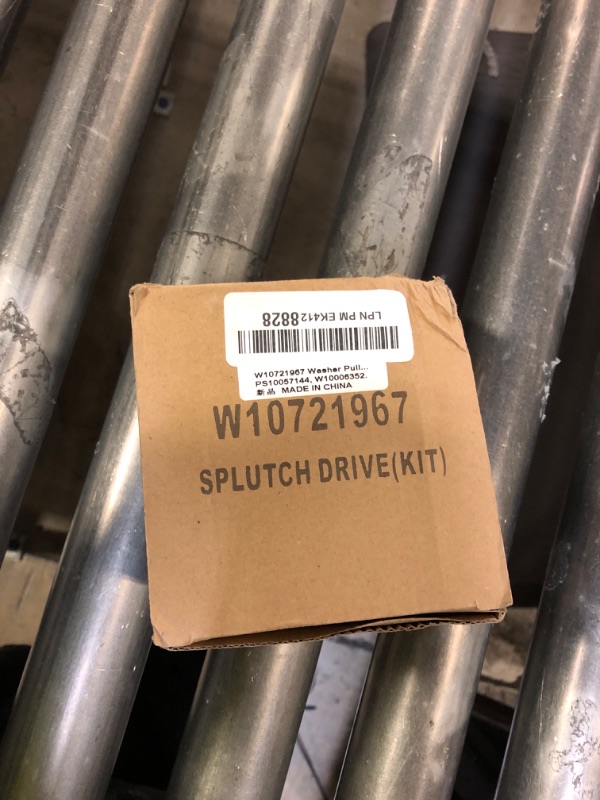 LPN PM EK4128828
W10721967 Washer Pull...
PS10057144, W10006352.
新品 MADE IN CHINA
W10721967
SPLUTCH DRIVE(KIT)